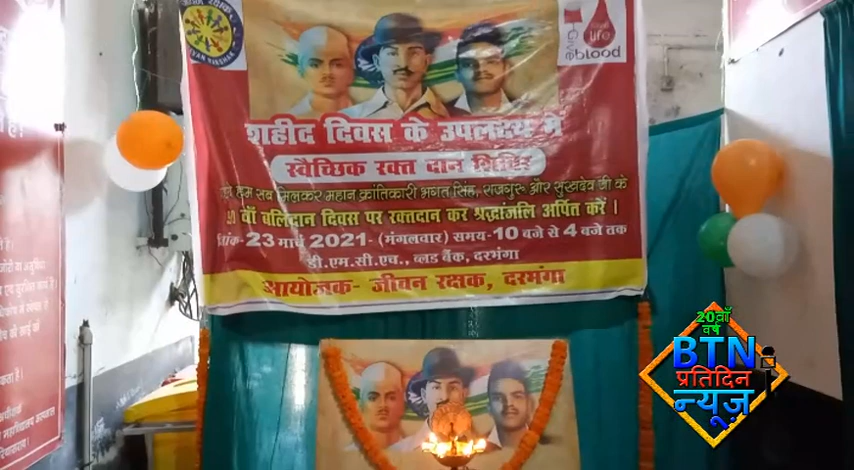 blood
शहीद दिवस के उपलक्ष्य में
स्वैच्छिक रक्त दान शिविर
हम सब मिलकर महान क्रांतिकारी भगत सिंह, राजगुरु और सुखदेव जी के
वाँ बलिदान दिवस पर रक्तदान कर श्रद्धांजलि अर्पित करें ।
23 मार्च 2021- (मंगलवार) समय-10 बजे से 4 बजे तक
डी.एम.सी.एच., ब्लड बैंक, दरभंगा
आयोजक- जीवन रक्षक, दरभंगा
20वाँ
वर्ष
BTN
प्रतिदिन
न्यूज़